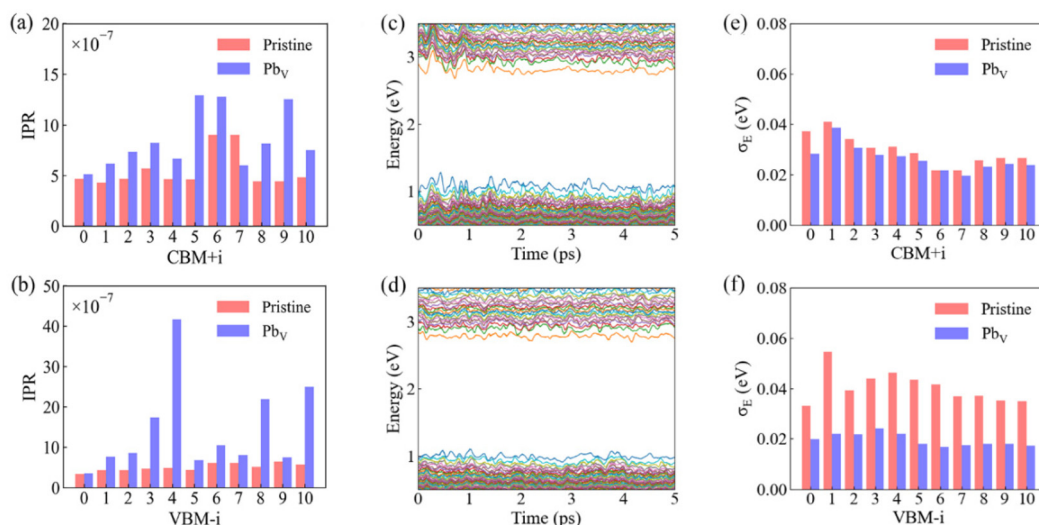 (a)
20
×10⁻⁷
Pristine
Pbᵥ
15
10
5
0
IPR
0 1 2 3 4 5 6 7 8 9 10
CBM+i
(c)
3
2
1
Energy (eV)
0 1 2 3 4 5
Time (ps)
(e)
0.08
Pristine
Pbᵥ
0.06
0.04
0.02
0.00
σE (eV)
0 1 2 3 4 5 6 7 8 9 10
CBM+i
(b)
50
×10⁻⁷
Pristine
Pbᵥ
40
30
20
10
0
IPR
0 1 2 3 4 5 6 7 8 9 10
VBM-i
(d)
3
2
1
Energy (eV)
0 1 2 3 4 5
Time (ps)
(f)
0.08
Pristine
Pbᵥ
0.06
0.04
0.02
0.00
σE (eV)
0 1 2 3 4 5 6 7 8 9 10
VBM-i